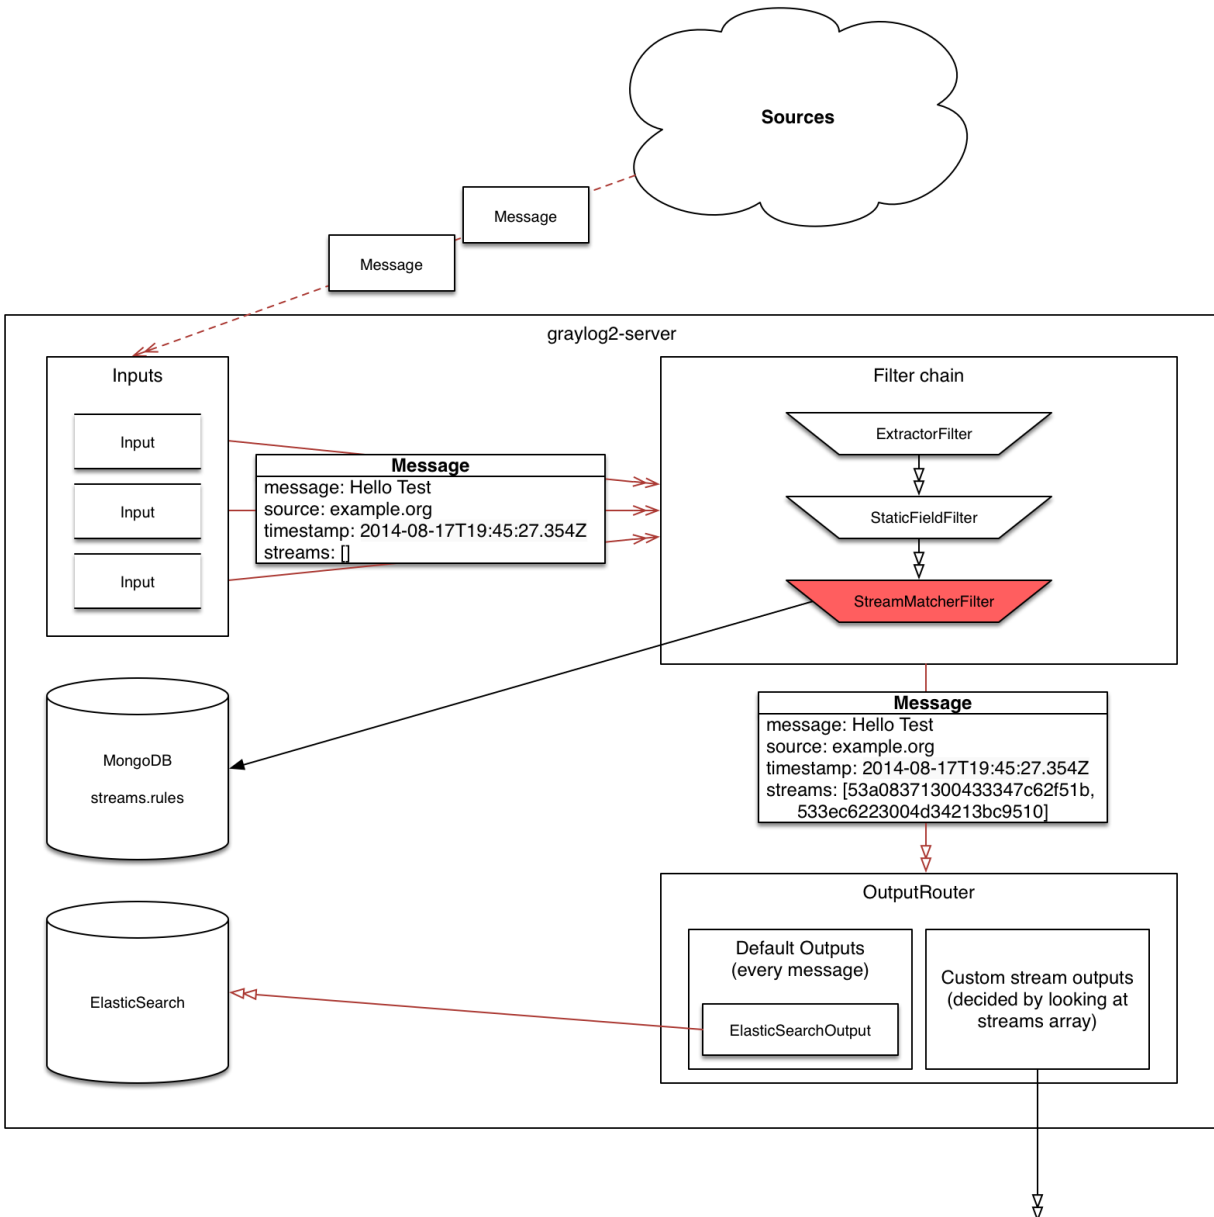 Sources
Message
Message
graylog2-server
Inputs
Input
Input
Input
Message
message: Hello Test
source: example.org
timestamp: 2014-08-17T19:45:27.354Z
streams: []
Filter chain
ExtractorFilter
StaticFieldFilter
StreamMatcherFilter
MongoDB
streams.rules
Message
message: Hello Test
source: example.org
timestamp: 2014-08-17T19:45:27.354Z
streams: [53a08371300433347c62f51b,
533ec6223004d34213bc9510]
OutputRouter
Default Outputs
(every message)
ElasticSearchOutput
Custom stream outputs
(decided by looking at
streams array)
ElasticSearch